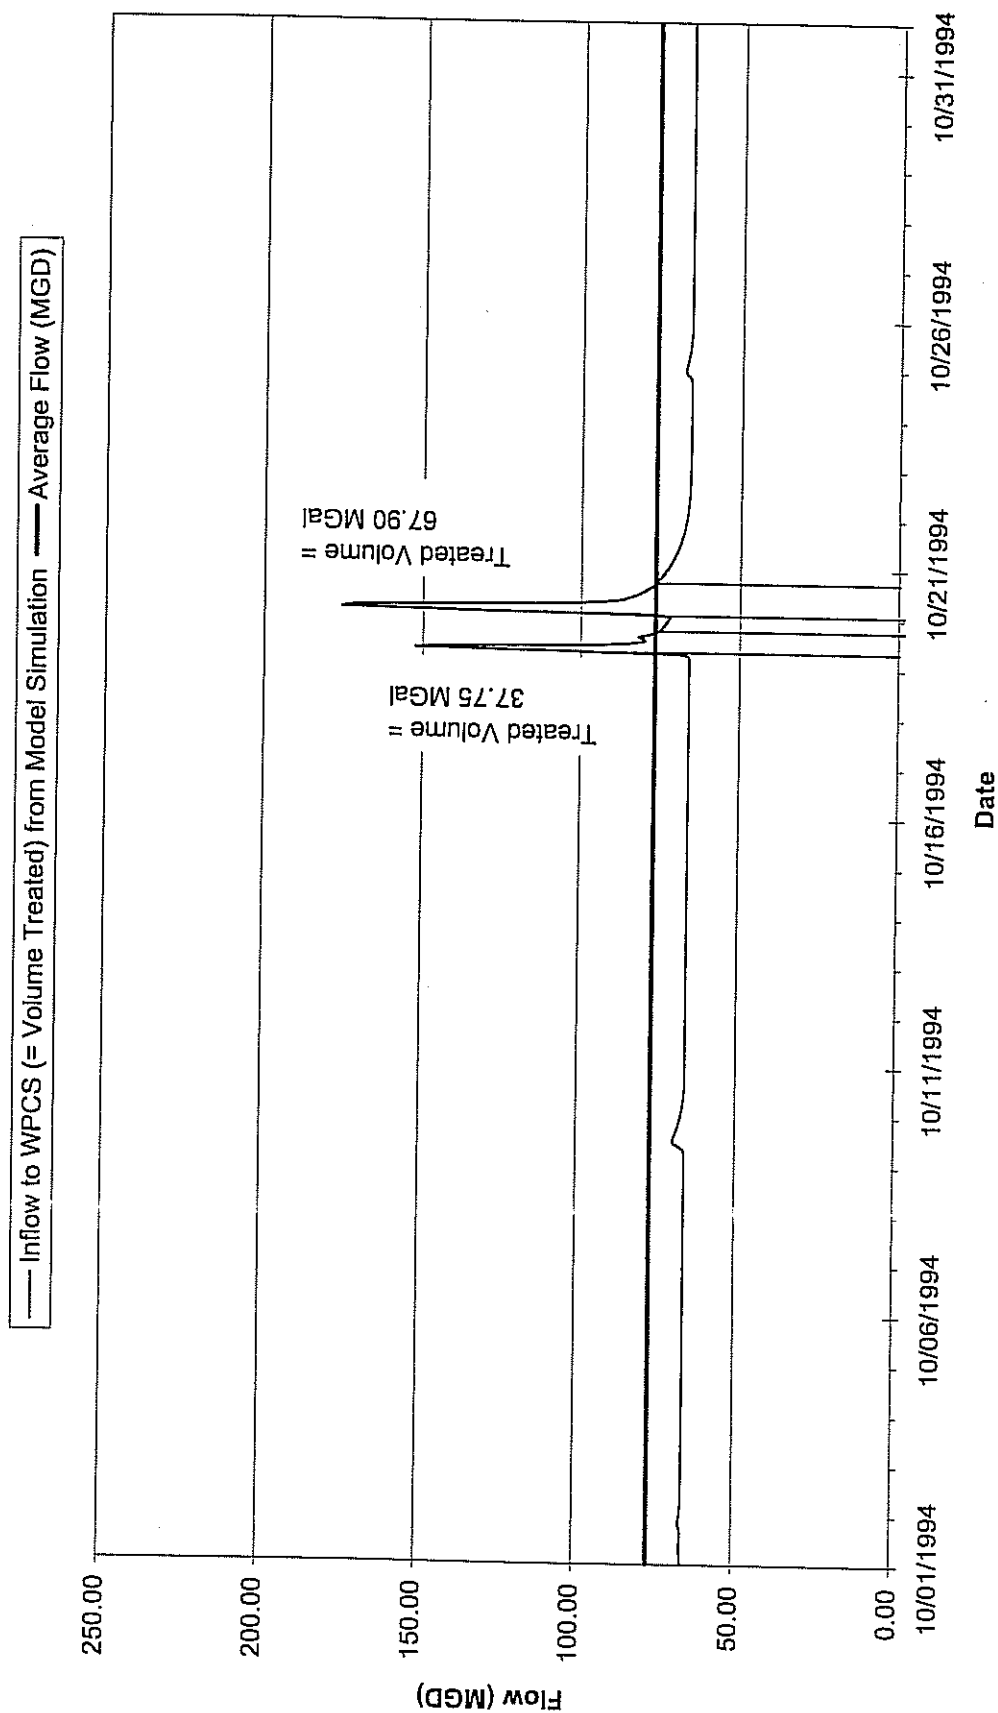 Inflow to WPCS (= Volume Treated) from Model Simulation Average Flow (MGD)
250.00
200.00
150.00
100.00
50.00
0.00
Flow (MGD)
Treated Volume =
37.75 MGal
Treated Volume =
67.90 MGal
10/01/1994
10/06/1994
10/11/1994
10/16/1994
10/21/1994
10/26/1994
10/31/1994
Date